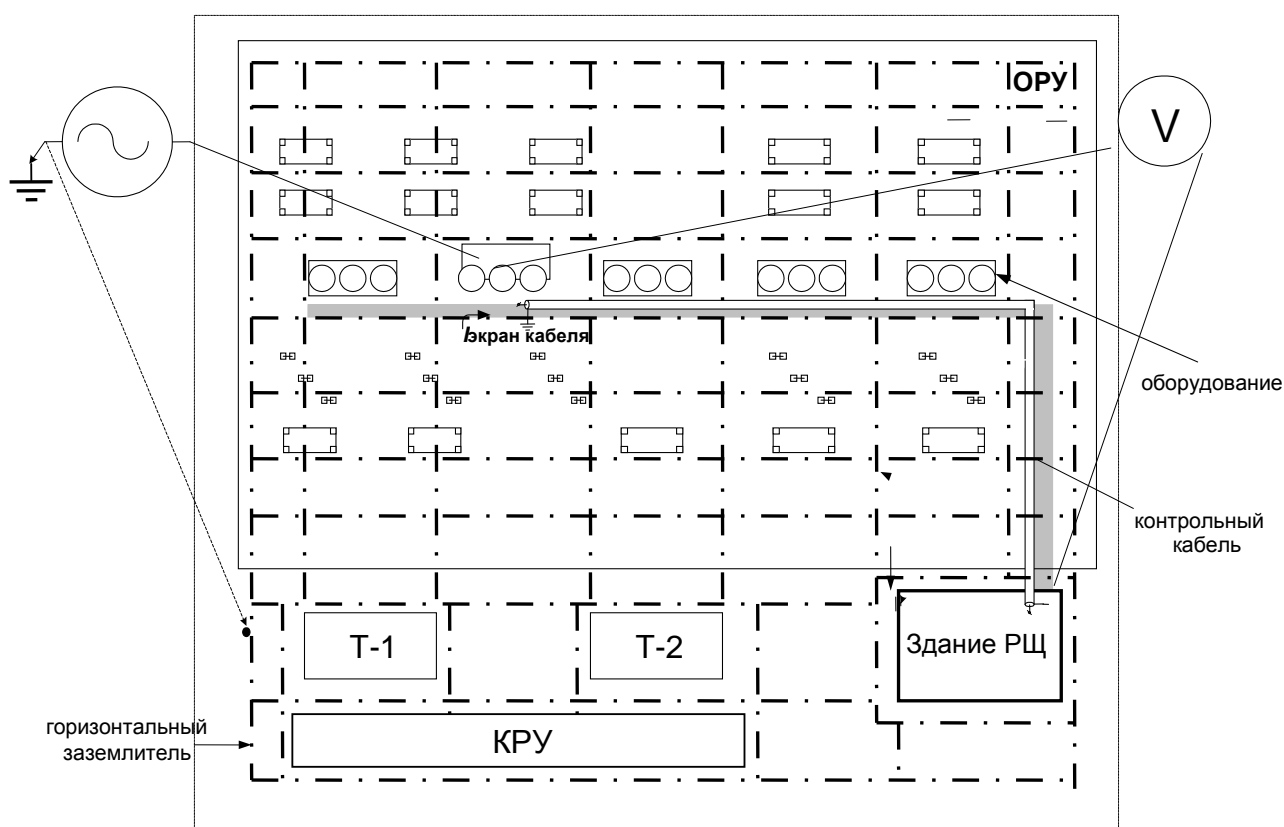 ОРУ
V
Iэкран кабеля
оборудование
контрольный
кабель
Т-1
Т-2
Здание РЩ
горизонтальный
заземлитель
КРУ